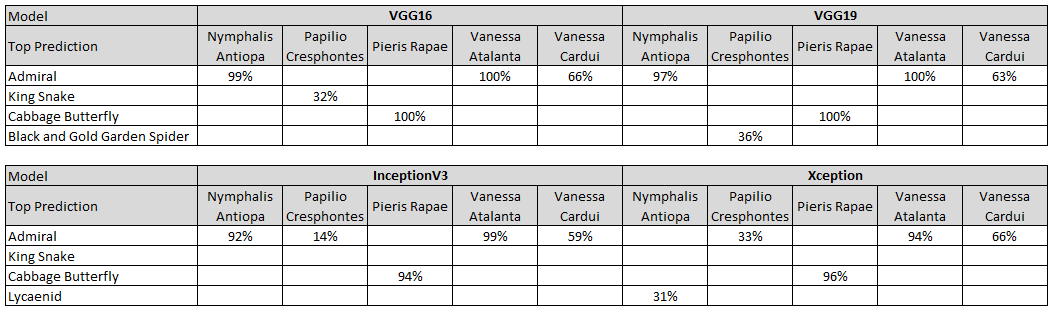 Model VGG16 VGG19
Top Prediction Nymphalis Antiopa Papilio Cresphontes Pieris Rapae Vanessa Atalanta Vanessa Cardui Nymphalis Antiopa Papilio Cresphontes Pieris Rapae Vanessa Atalanta Vanessa Cardui
Admiral 99% 100% 66% 97% 100% 63%
King Snake 32%
Cabbage Butterfly 100% 100%
Black and Gold Garden Spider 36%
Model InceptionV3 Xception
Top Prediction Nymphalis Antiopa Papilio Cresphontes Pieris Rapae Vanessa Atalanta Vanessa Cardui Nymphalis Antiopa Papilio Cresphontes Pieris Rapae Vanessa Atalanta Vanessa Cardui
Admiral 92% 14% 99% 59% 33% 94% 66%
King Snake
Cabbage Butterfly 94% 96%
Lycaenid 31%